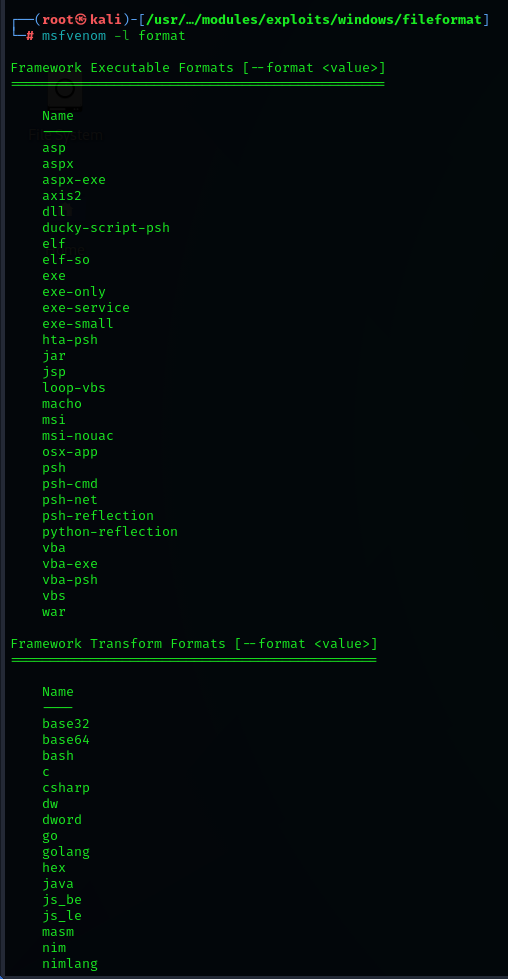 ┌──(root㉿kali)-[/usr/…/modules/exploits/windows/fileformat]
└─# msfvenom -l format
Framework Executable Formats [--format <value>]
===============================================
Name
----
File System
asp
aspx
aspx-exe
axis2
dll
ducky-script-psh
elf
elf-so
exe
exe-only
exe-service
exe-small
hta-psh
jar
jsp
loop-vbs
macho
msi
msi-nouac
osx-app
psh
psh-cmd
psh-net
psh-reflection
python-reflection
vba
vba-exe
vba-psh
vbs
war
Framework Transform Formats [--format <value>]
==============================================
Name
----
base32
base64
bash
c
csharp
dw
dword
go
golang
hex
java
js_be
js_le
masm
nim
nimlang